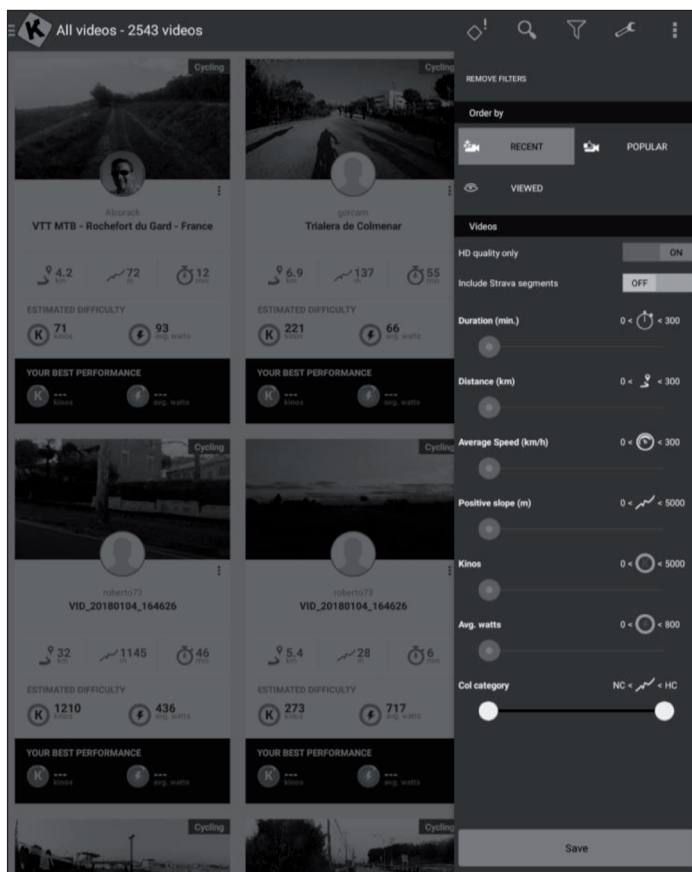 K All videos - 2543 videos
Cycling
Alcorack
VTT MTB - Rochefort du Gard - France
4.2 km 72 m 12 min
ESTIMATED DIFFICULTY
K 71 kinos 93 avg. watts
YOUR BEST PERFORMANCE
K --- kinos --- avg. watts
Cycling
gorcam
Trialera de Colmenar
6.9 km 137 m 55 min
ESTIMATED DIFFICULTY
K 221 kinos 66 avg. watts
YOUR BEST PERFORMANCE
K --- kinos --- avg. watts
Cycling
roberto73
VID_20180104_164626
32 km 1145 m 46 min
ESTIMATED DIFFICULTY
K 1210 kinos 436 avg. watts
YOUR BEST PERFORMANCE
K --- kinos --- avg. watts
Cycling
roberto73
VID_20180104_164626
5.4 km 28 m 6 min
ESTIMATED DIFFICULTY
K 273 kinos 717 avg. watts
YOUR BEST PERFORMANCE
K --- kinos --- avg. watts
Cycling
Cycling
REMOVE FILTERS
Order by
RECENT POPULAR
VIEWED
Videos
HD quality only ON
Include Strava segments OFF
Duration (min.) 0 < < 300
Distance (km) 0 < < 300
Average Speed (km/h) 0 < < 300
Positive slope (m) 0 < < 5000
Kinos 0 < < 5000
Avg. watts 0 < < 800
Col category NC < < HC
Save